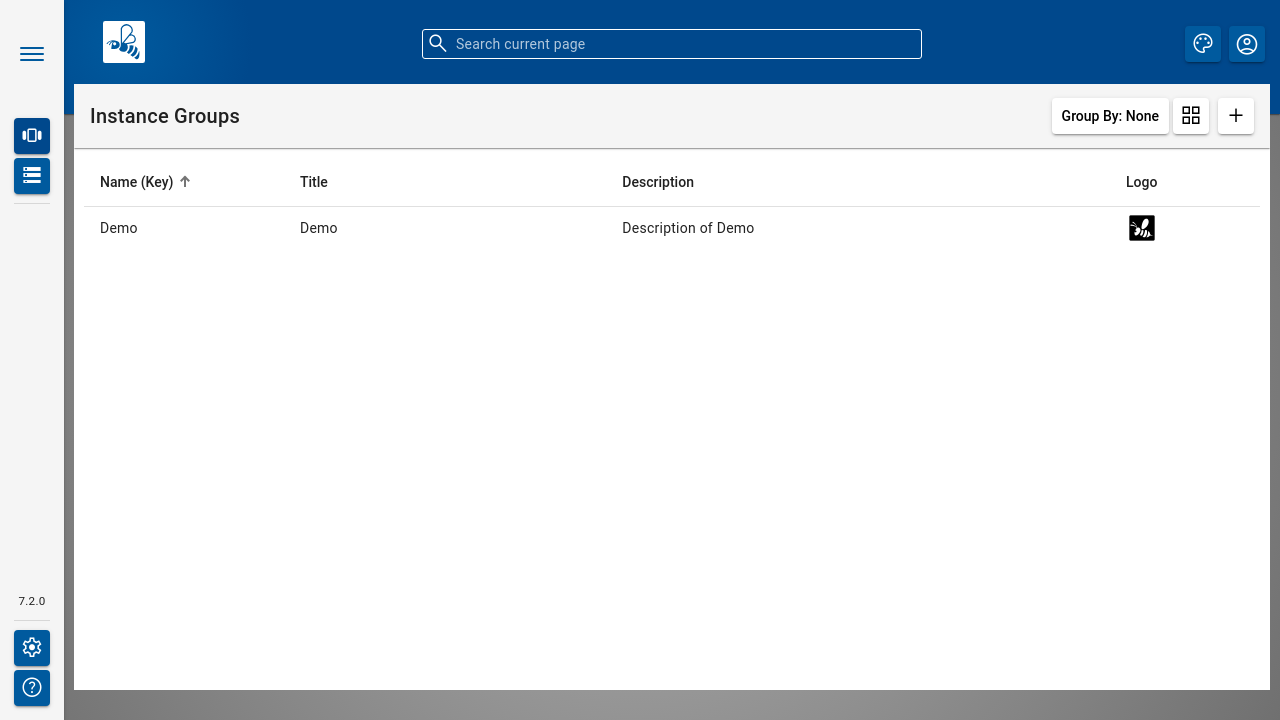 Search current page
Instance Groups
Group By: None
Name (Key) Title Description Logo
Demo Demo Description of Demo
7.2.0